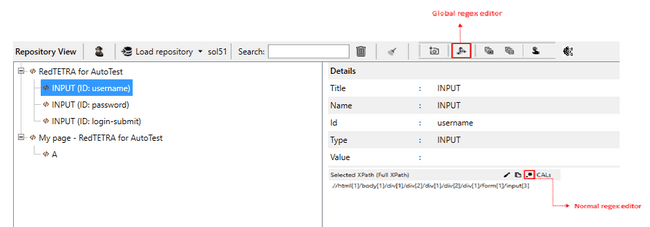 Global regex editor
Repository View Load repository sol51 Search:
RedTETRA for AutoTest
INPUT (ID: username)
INPUT (ID: password)
INPUT (ID: login-submit)
My page - RedTETRA for AutoTest
A
Details
Title : INPUT
Name : INPUT
Id : username
Type : INPUT
Value :
Selected XPath (Full XPath) CALs
.//html[1]/body[1]/div[1]/div[2]/div[1]/div[2]/div[1]/form[1]/input[3]
Normal regex editor